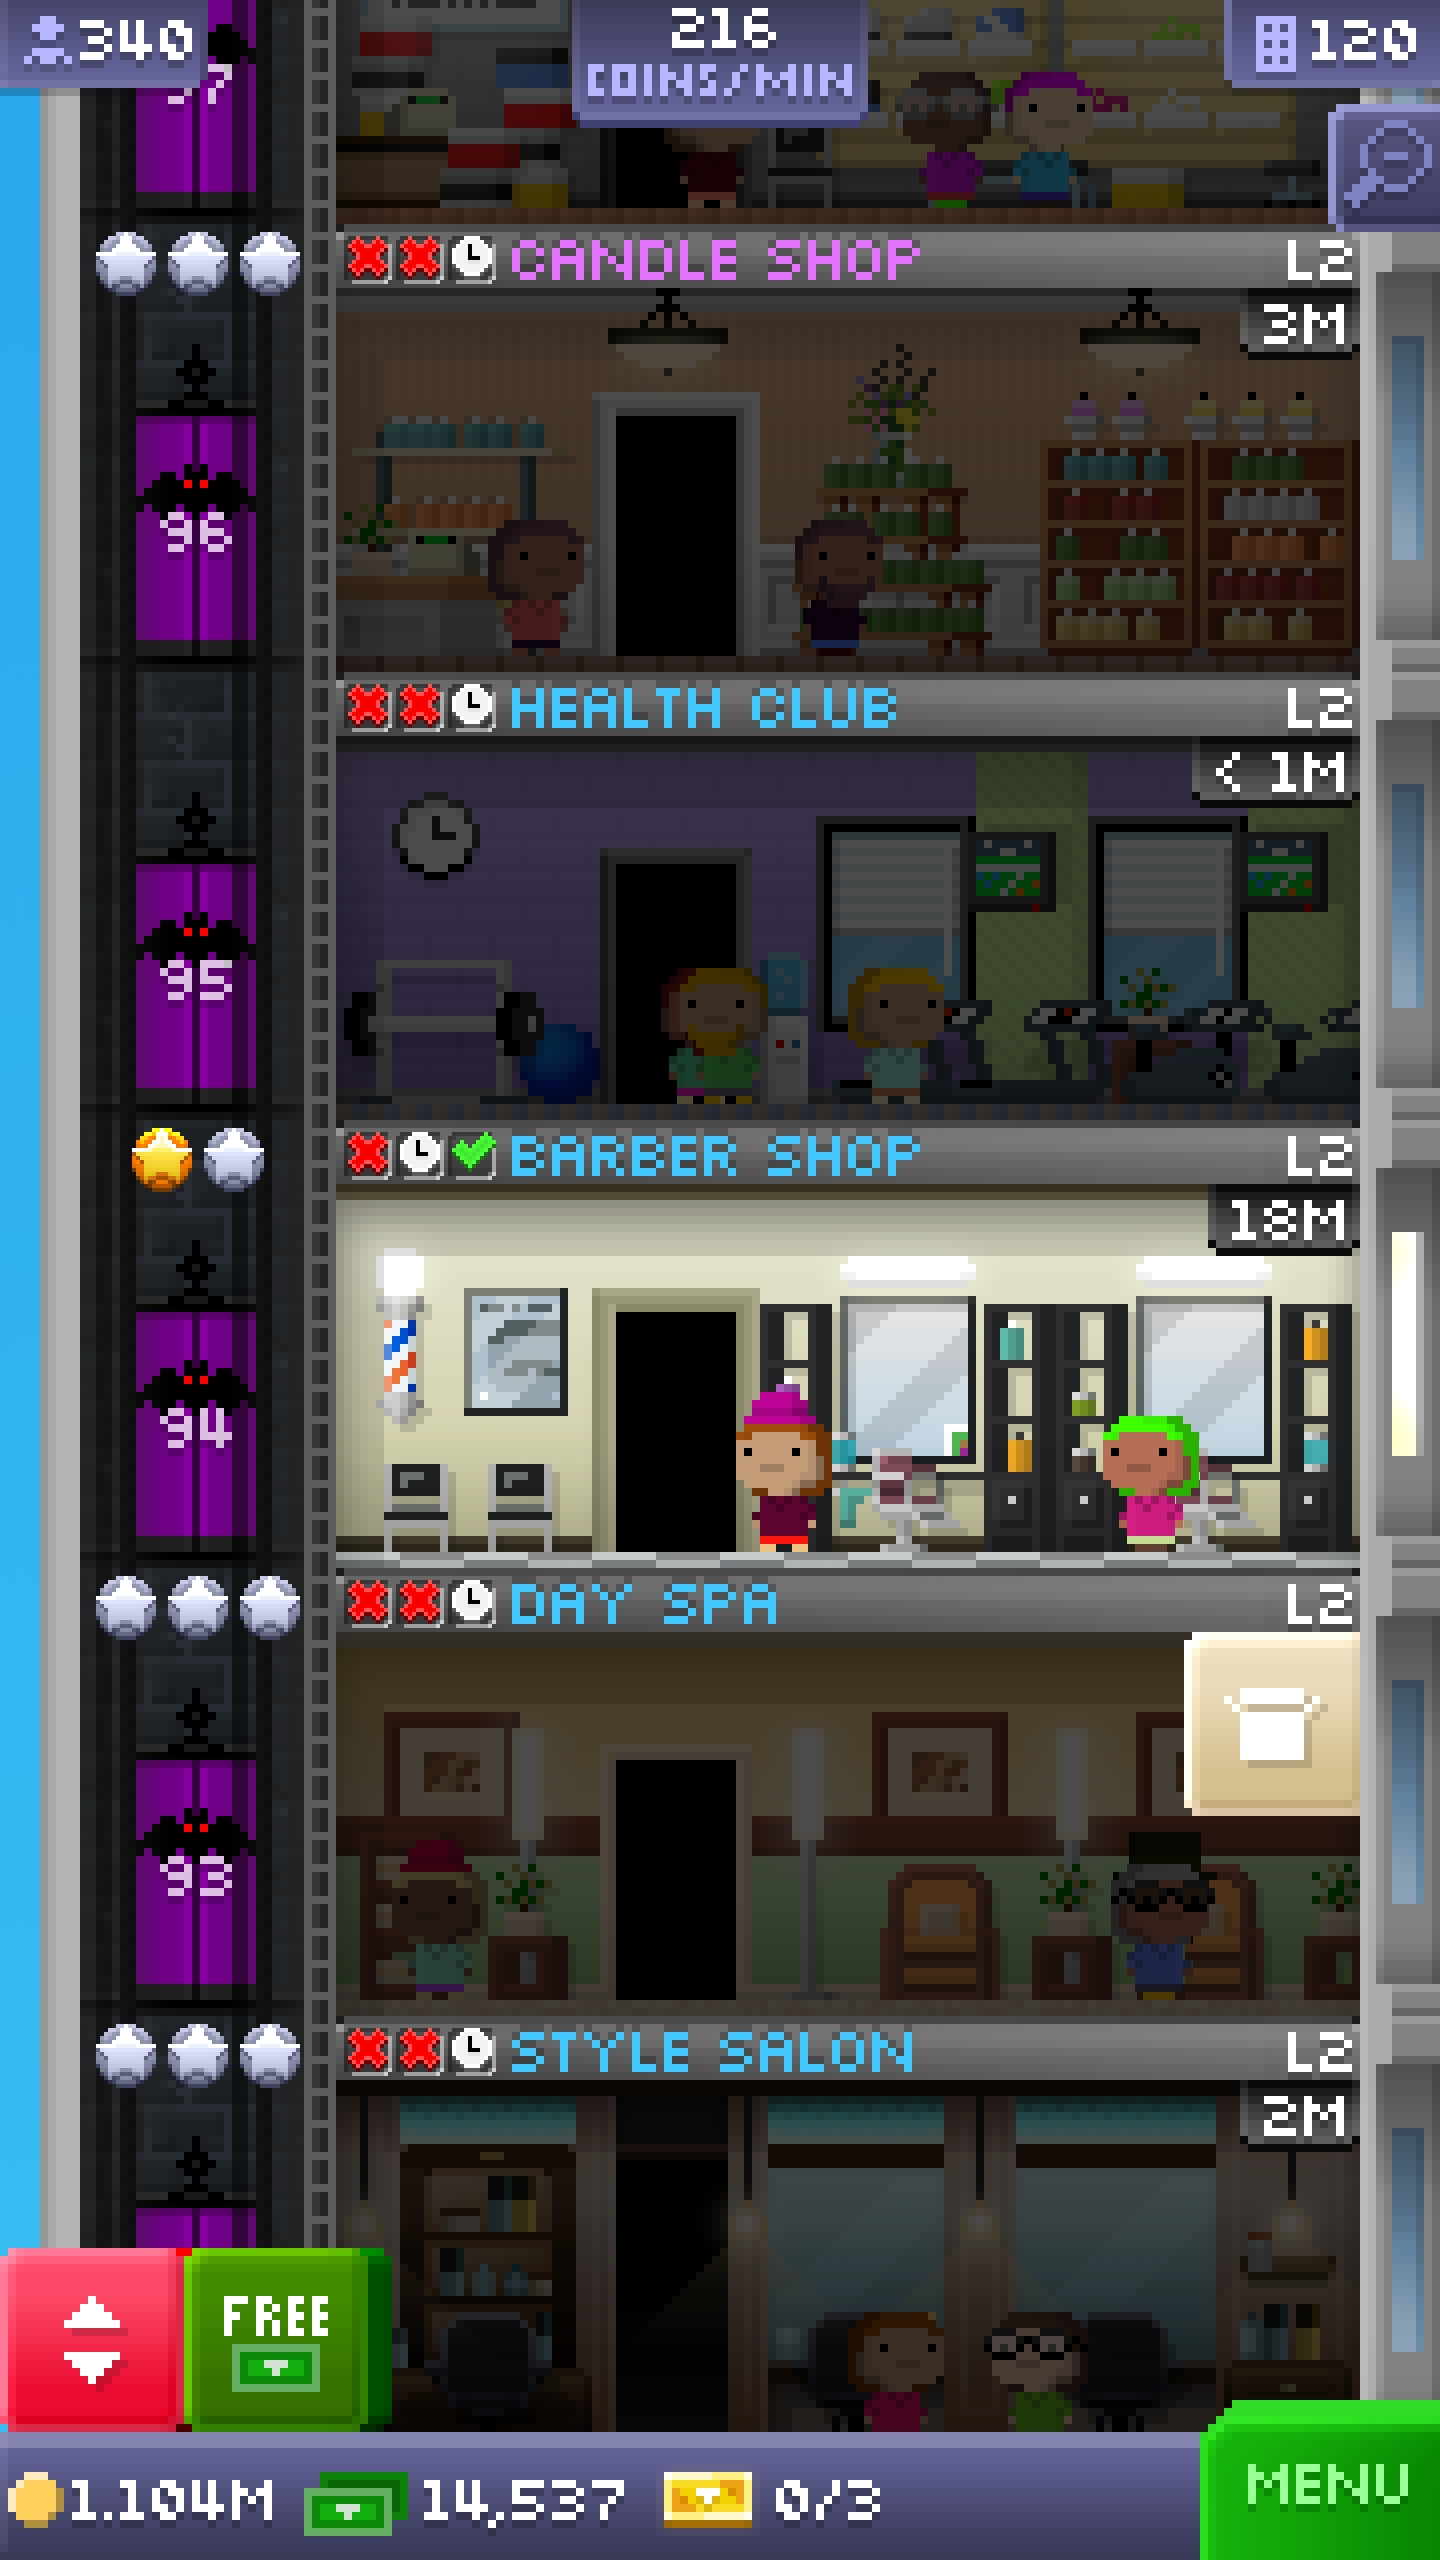 340
216
COINS/MIN
120
CANDLE SHOP L2
3M
96
HEALTH CLUB L2
< 1M
95
BARBER SHOP L2
18M
94
DAY SPA L2
93
STYLE SALON L2
2M
FREE
1.104M
14,537
0/3
MENU